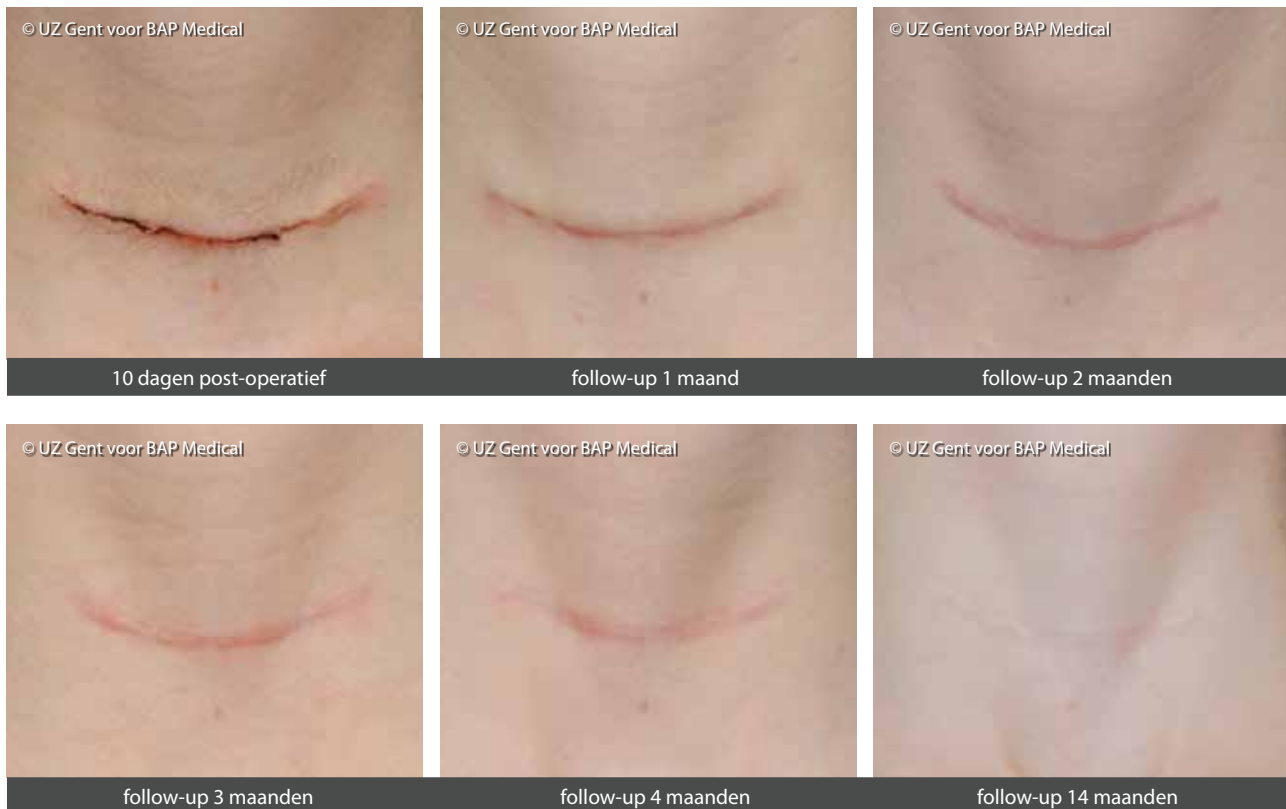 © UZ Gent voor BAP Medical
© UZ Gent voor BAP Medical
© UZ Gent voor BAP Medical
10 dagen post-operatief
follow-up 1 maand
follow-up 2 maanden
© UZ Gent voor BAP Medical
© UZ Gent voor BAP Medical
© UZ Gent voor BAP Medical
follow-up 3 maanden
follow-up 4 maanden
follow-up 14 maanden